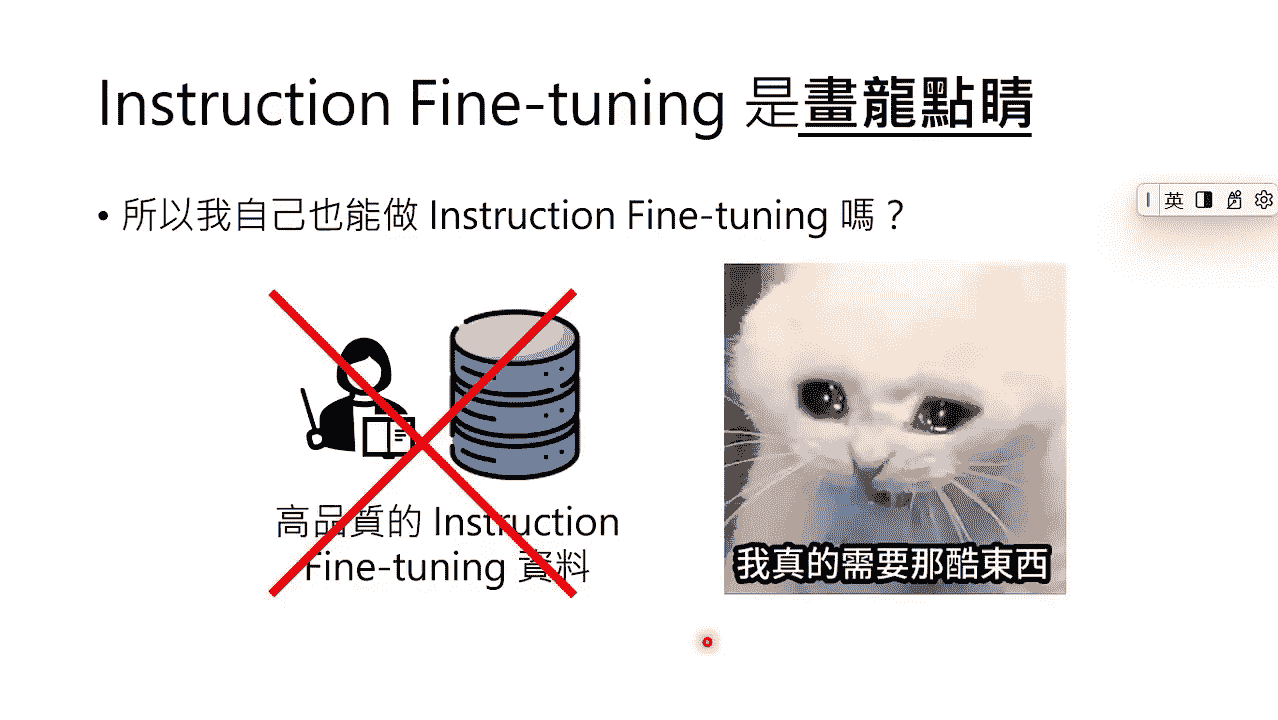 Instruction Fine-tuning 是畫龍點睛
• 所以我自己也能做 Instruction Fine-tuning 嗎？
英
高品質的 Instruction
Fine-tuning 資料
我真的需要那酷東西